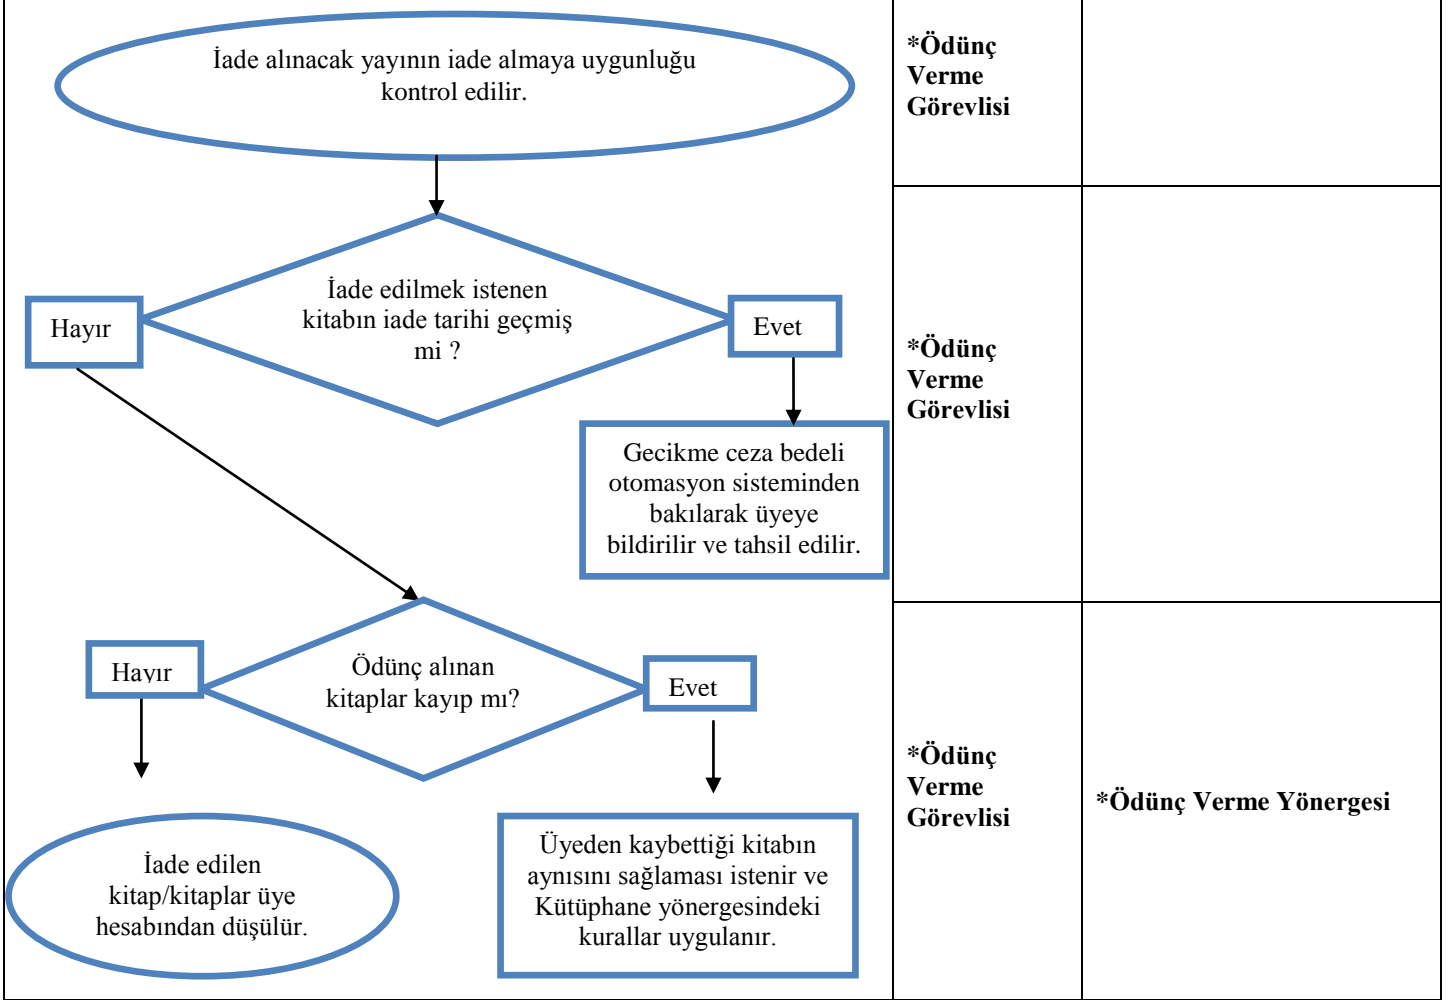 İade alınacak yayının iade almaya uygunluğu
kontrol edilir.
*Ödünç
Verme
Görevlisi
İade edilmek istenen
kitabın iade tarihi geçmiş
mi ?
Hayır
Evet
*Ödünç
Verme
Görevlisi
Gecikme ceza bedeli
otomasyon sisteminden
bakılarak üyeye
bildirilir ve tahsil edilir.
Ödünç alınan
kitaplar kayıp mı?
Hayır
Evet
*Ödünç
Verme
Görevlisi
*Ödünç Verme Yönergesi
İade edilen
kitap/kitaplar üye
hesabından düşülür.
Üyeden kaybettiği kitabın
aynısını sağlaması istenir ve
Kütüphane yönergesindeki
kurallar uygulanır.